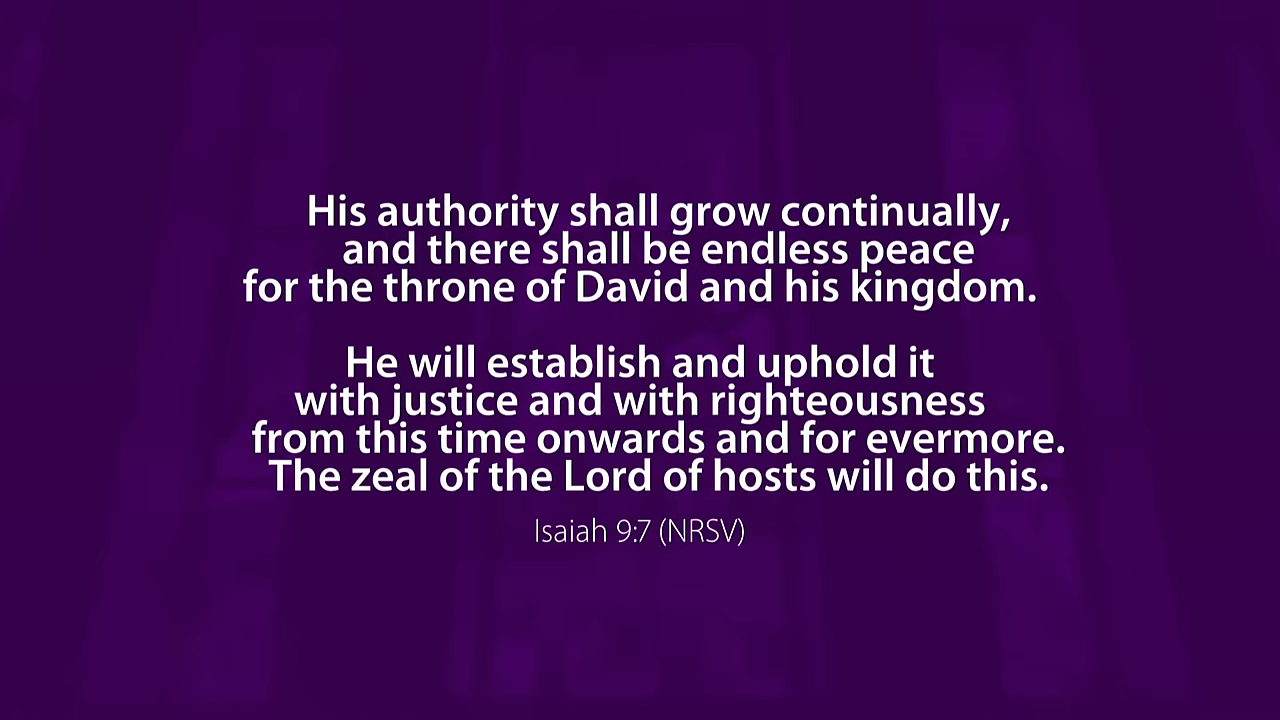 His authority shall grow continually,
and there shall be endless peace
for the throne of David and his kingdom.
He will establish and uphold it
with justice and with righteousness
from this time onwards and for evermore.
The zeal of the Lord of hosts will do this.
Isaiah 9:7 (NRSV)